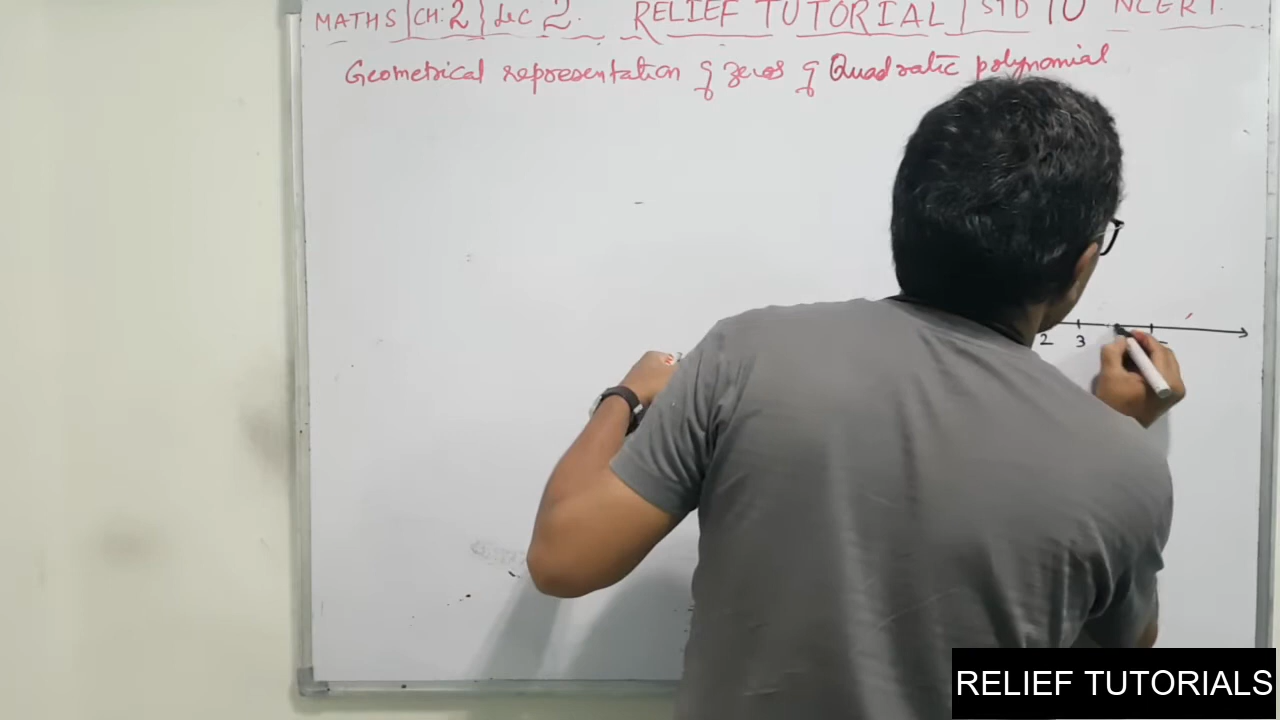 MATHS | CH: 2 | LEC 2. RELIEF TUTORIAL | STD 10 NCERT.
Geometrical representation of zeros of Quadratic polynomial
2 3
RELIEF TUTORIALS